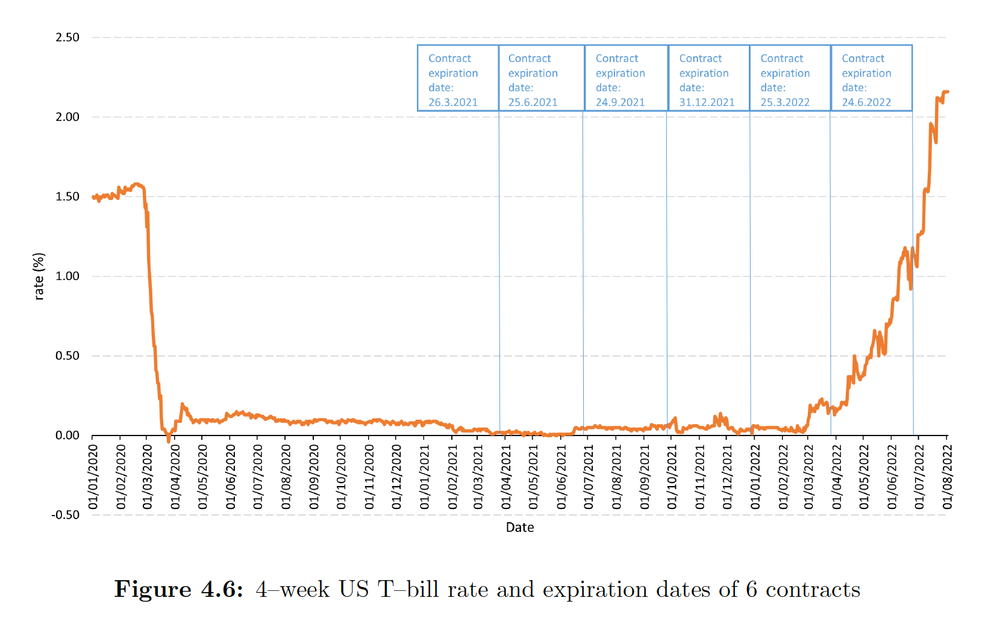 2.50
2.00
1.50
1.00
0.50
0.00
-0.50
rate (%)
Contract
expiration
date:
26.3.2021
Contract
expiration
date:
25.6.2021
Contract
expiration
date:
24.9.2021
Contract
expiration
date:
31.12.2021
Contract
expiration
date:
25.3.2022
Contract
expiration
date:
24.6.2022
01/01/2020
01/02/2020
01/03/2020
01/04/2020
01/05/2020
01/06/2020
01/07/2020
01/08/2020
01/09/2020
01/10/2020
01/11/2020
01/12/2020
01/01/2021
01/02/2021
01/03/2021
01/04/2021
01/05/2021
01/06/2021
01/07/2021
01/08/2021
01/09/2021
01/10/2021
01/11/2021
01/12/2021
01/01/2022
01/02/2022
01/03/2022
01/04/2022
01/05/2022
01/06/2022
01/07/2022
01/08/2022
Date
Figure 4.6: 4–week US T–bill rate and expiration dates of 6 contracts